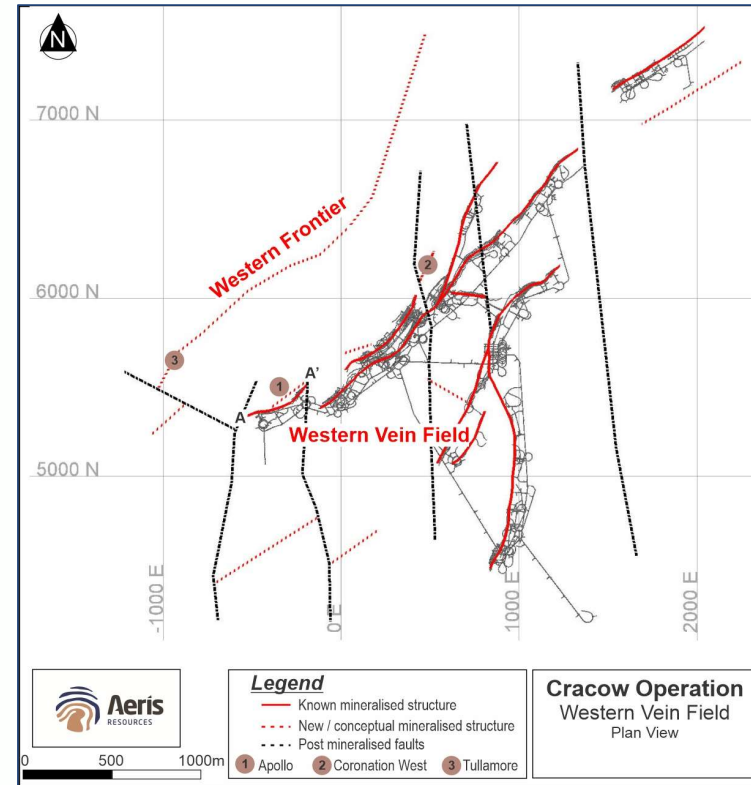 N
7000 N
Western Frontier
6000 N
2
3
1
A'
A
Western Vein Field
5000 N
-1000 E
0 E
1000 E
2000 E
Aeris
RESOURCES
0 500 1000m
Legend
Known mineralised structure
New / conceptual mineralised structure
Post mineralised faults
1 Apollo 2 Coronation West 3 Tullamore
Cracow Operation
Western Vein Field
Plan View